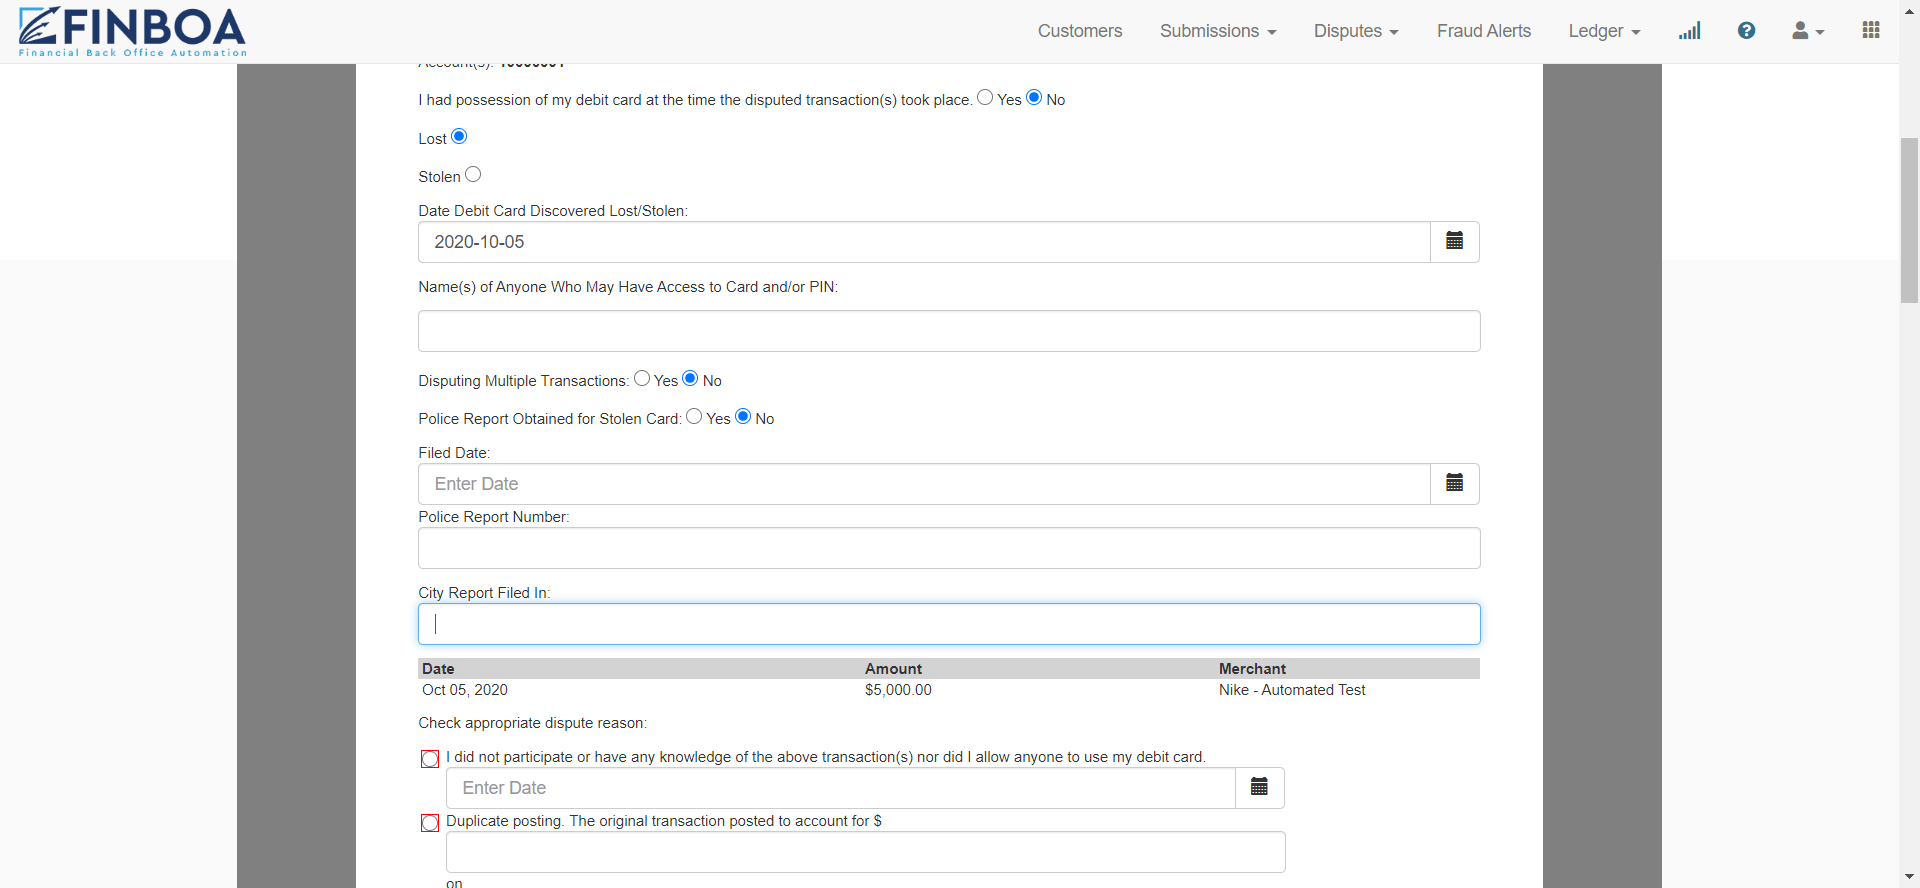 FINBOA
Financial Back Office Automation
Customers Submissions Disputes Fraud Alerts Ledger
I had possession of my debit card at the time the disputed transaction(s) took place. Yes No
Lost
Stolen
Date Debit Card Discovered Lost/Stolen:
2020-10-05
Name(s) of Anyone Who May Have Access to Card and/or PIN:
Disputing Multiple Transactions: Yes No
Police Report Obtained for Stolen Card: Yes No
Filed Date:
Enter Date
Police Report Number:
City Report Filed In:
Date Amount Merchant
Oct 05, 2020 $5,000.00 Nike - Automated Test
Check appropriate dispute reason:
I did not participate or have any knowledge of the above transaction(s) nor did I allow anyone to use my debit card.
Enter Date
Duplicate posting. The original transaction posted to account for $
on